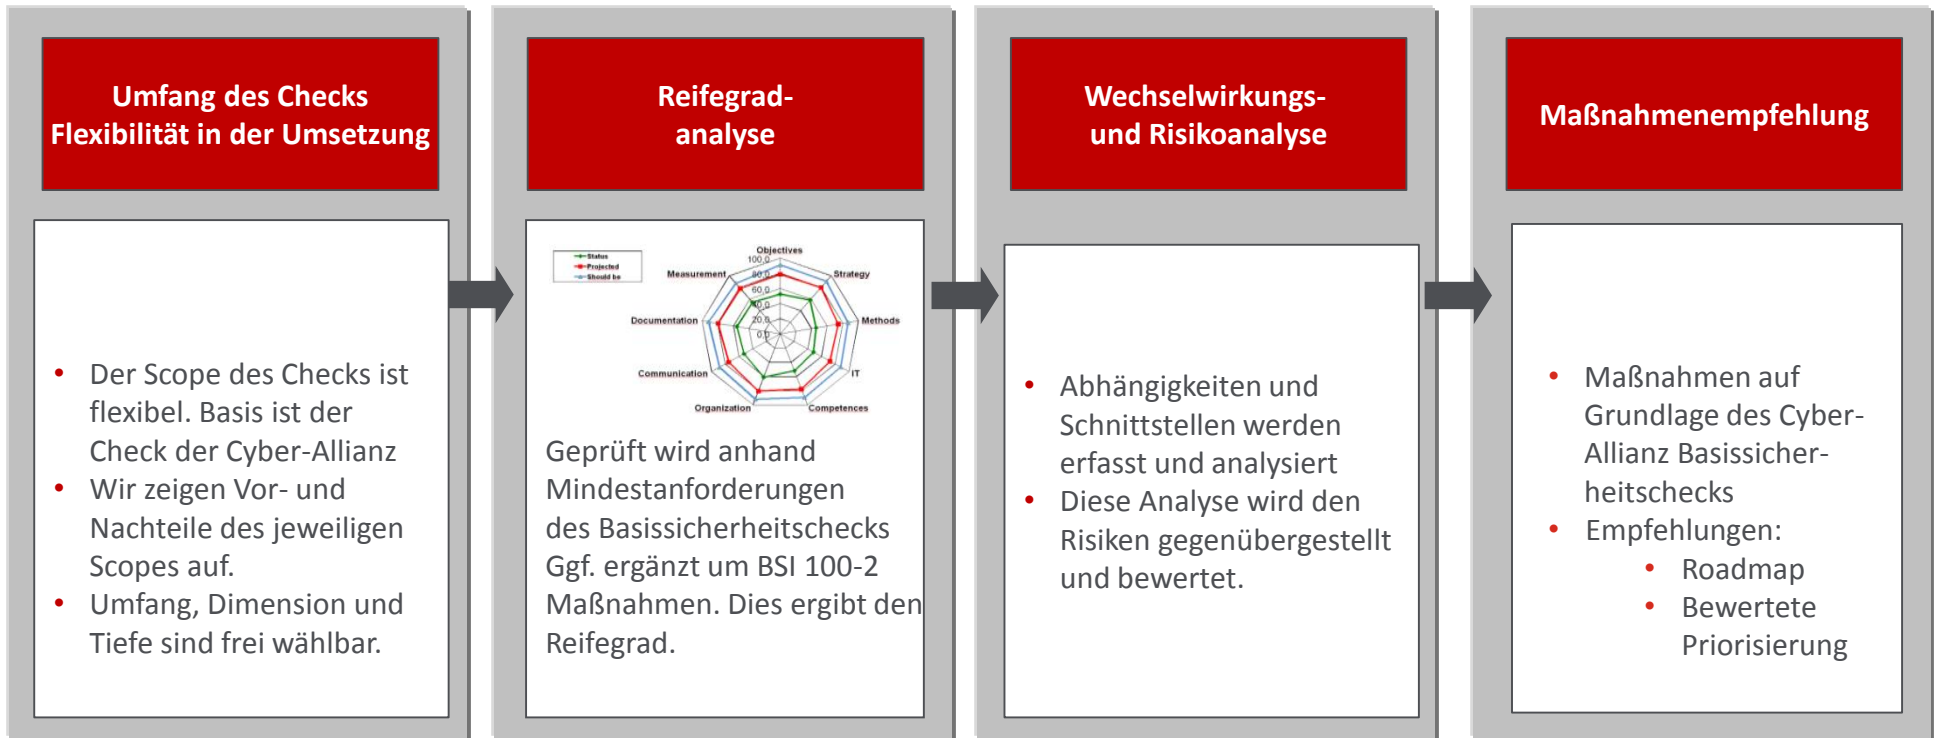 Umfang des Checks
Flexibilität in der Umsetzung
• Der Scope des Checks ist
flexibel. Basis ist der
Check der Cyber-Allianz
• Wir zeigen Vor- und
Nachteile des jeweiligen
Scopes auf.
• Umfang, Dimension und
Tiefe sind frei wählbar.
Reifegrad-
analyse
Status
Projected
Should be
Objectives
Strategy
Methods
IT
Competences
Organization
Communication
Documentation
Measurement
100,0
80,0
60,0
40,0
20,0
0,0
Geprüft wird anhand
Mindestanforderungen
des Basissicherheitschecks
Ggf. ergänzt um BSI 100-2
Maßnahmen. Dies ergibt den
Reifegrad.
Wechselwirkungs-
und Risikoanalyse
• Abhängigkeiten und
Schnittstellen werden
erfasst und analysiert
• Diese Analyse wird den
Risiken gegenübergestellt
und bewertet.
Maßnahmenempfehlung
• Maßnahmen auf
Grundlage des Cyber-
Allianz Basissicher-
heitschecks
• Empfehlungen:
• Roadmap
• Bewertete
Priorisierung